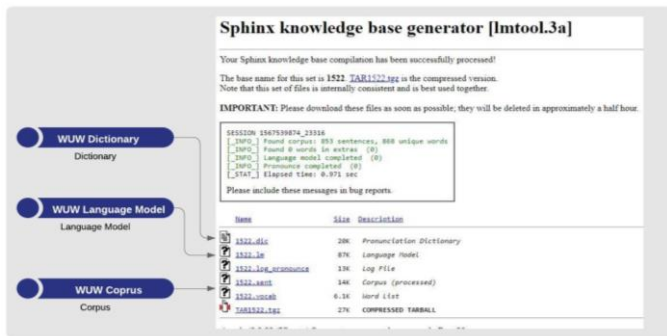 Sphinx knowledge base generator [lmtool.3a]
Your Sphinx knowledge base compilation has been successfully processed!
The base name for this set is 1522. TAR1522.tgz is the compressed version.
Note that this set of files is internally consistent and is best used together.
IMPORTANT: Please download these files as soon as possible; they will be deleted in approximately a half hour.
SESSION 1567539874_23316
[_INFO_] Found corpus: 853 sentences, 868 unique words
[_INFO_] Found 0 words in extras (0)
[_INFO_] Language model completed (0)
[_INFO_] Pronounce completed (0)
[_STAT_] Elapsed time: 0.971 sec
Please include these messages in bug reports.
Name Size Description
1522.dic 20K Pronunciation Dictionary
1522.lm 87K Language Model
1522.log_pronounce 13K Log File
1522.sent 14K Corpus (processed)
1522.vocab 6.1K Word List
TAR1522.tgz 27K COMPRESSED TARBALL
WUW Dictionary
Dictionary
WUW Language Model
Language Model
WUW Coprus
Corpus